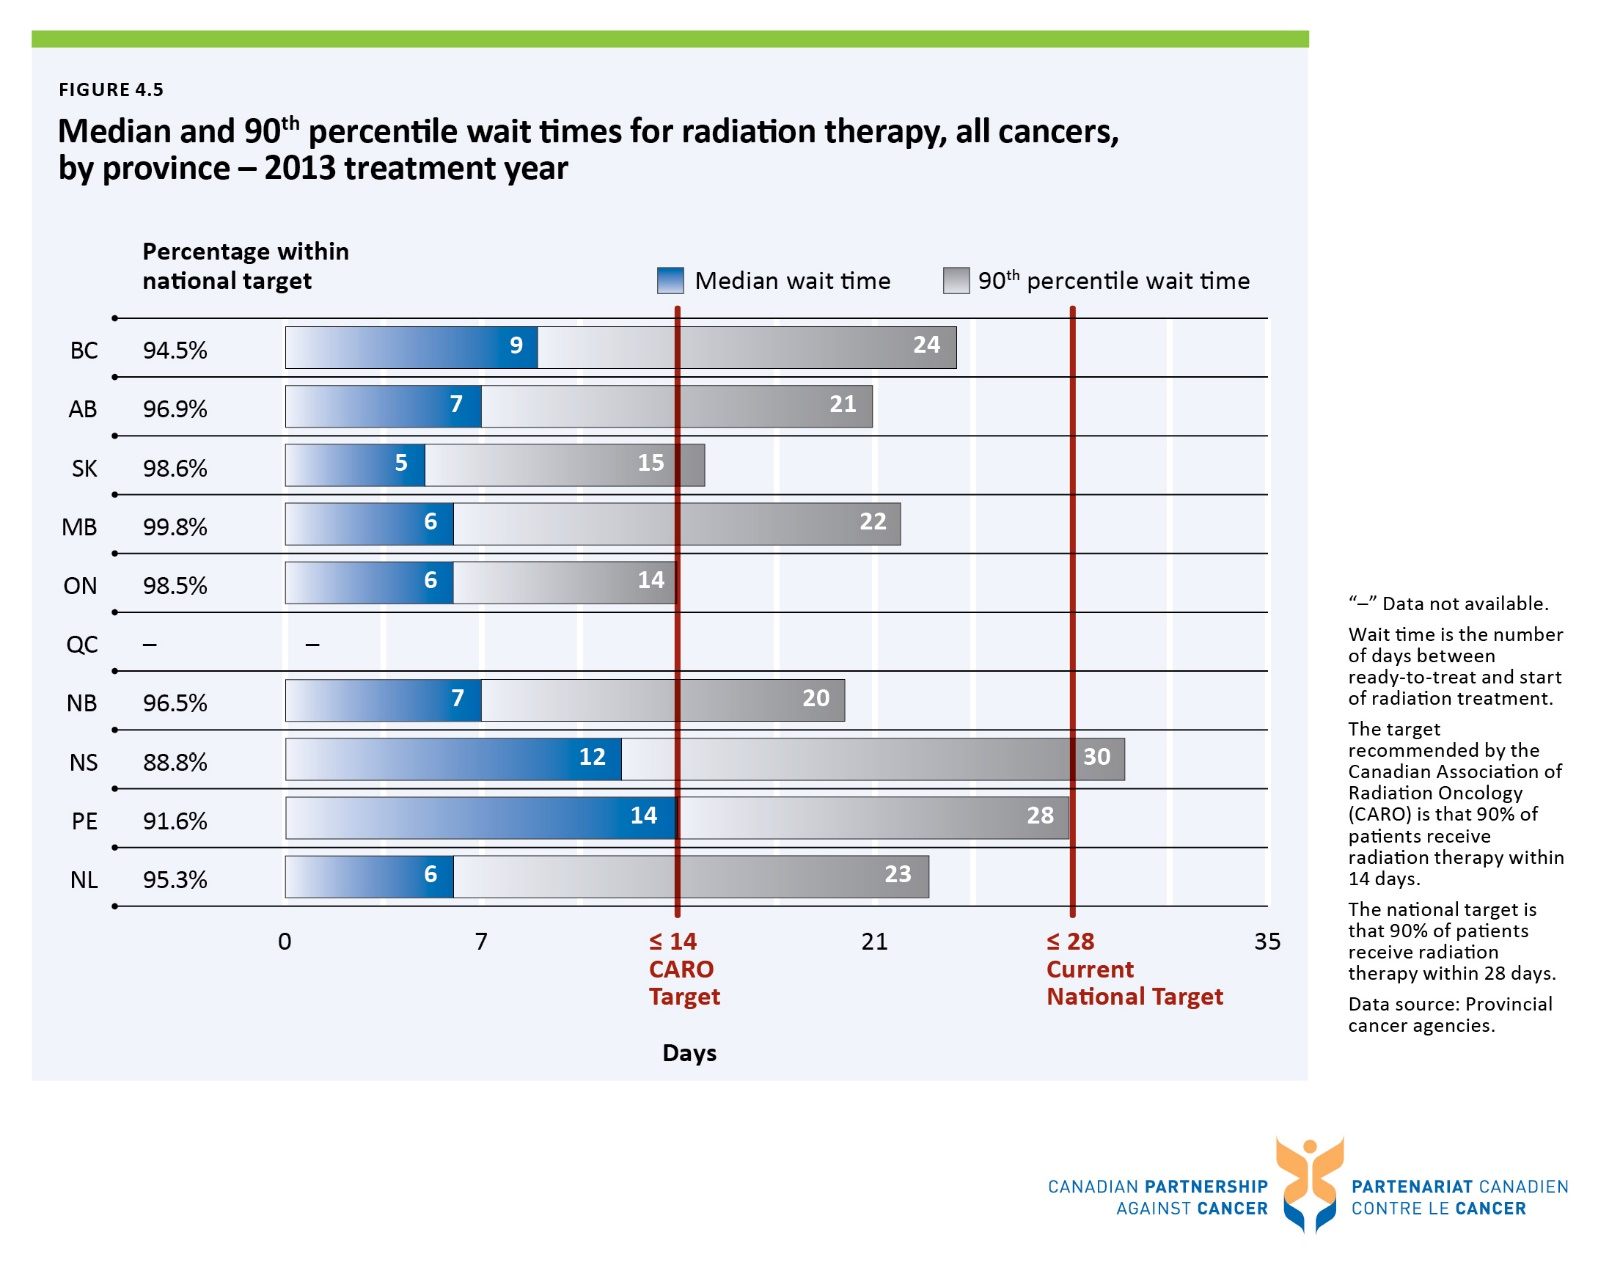 FIGURE 4.5
Median and 90th percentile wait times for radiation therapy, all cancers,
by province – 2013 treatment year
Percentage within
national target
Median wait time
90th percentile wait time
BC 94.5% 9 24
AB 96.9% 7 21
SK 98.6% 5 15
MB 99.8% 6 22
ON 98.5% 6 14
QC – –
NB 96.5% 7 20
NS 88.8% 12 30
PE 91.6% 14 28
NL 95.3% 6 23
0 7 ≤ 14 21 ≤ 28 35
CARO
Target
Current
National Target
Days
“–” Data not available.
Wait time is the number
of days between
ready-to-treat and start
of radiation treatment.
The target
recommended by the
Canadian Association of
Radiation Oncology
(CARO) is that 90% of
patients receive
radiation therapy within
14 days.
The national target is
that 90% of patients
receive radiation
therapy within 28 days.
Data source: Provincial
cancer agencies.
CANADIAN PARTNERSHIP
AGAINST CANCER
PARTENARIAT CANADIEN
CONTRE LE CANCER